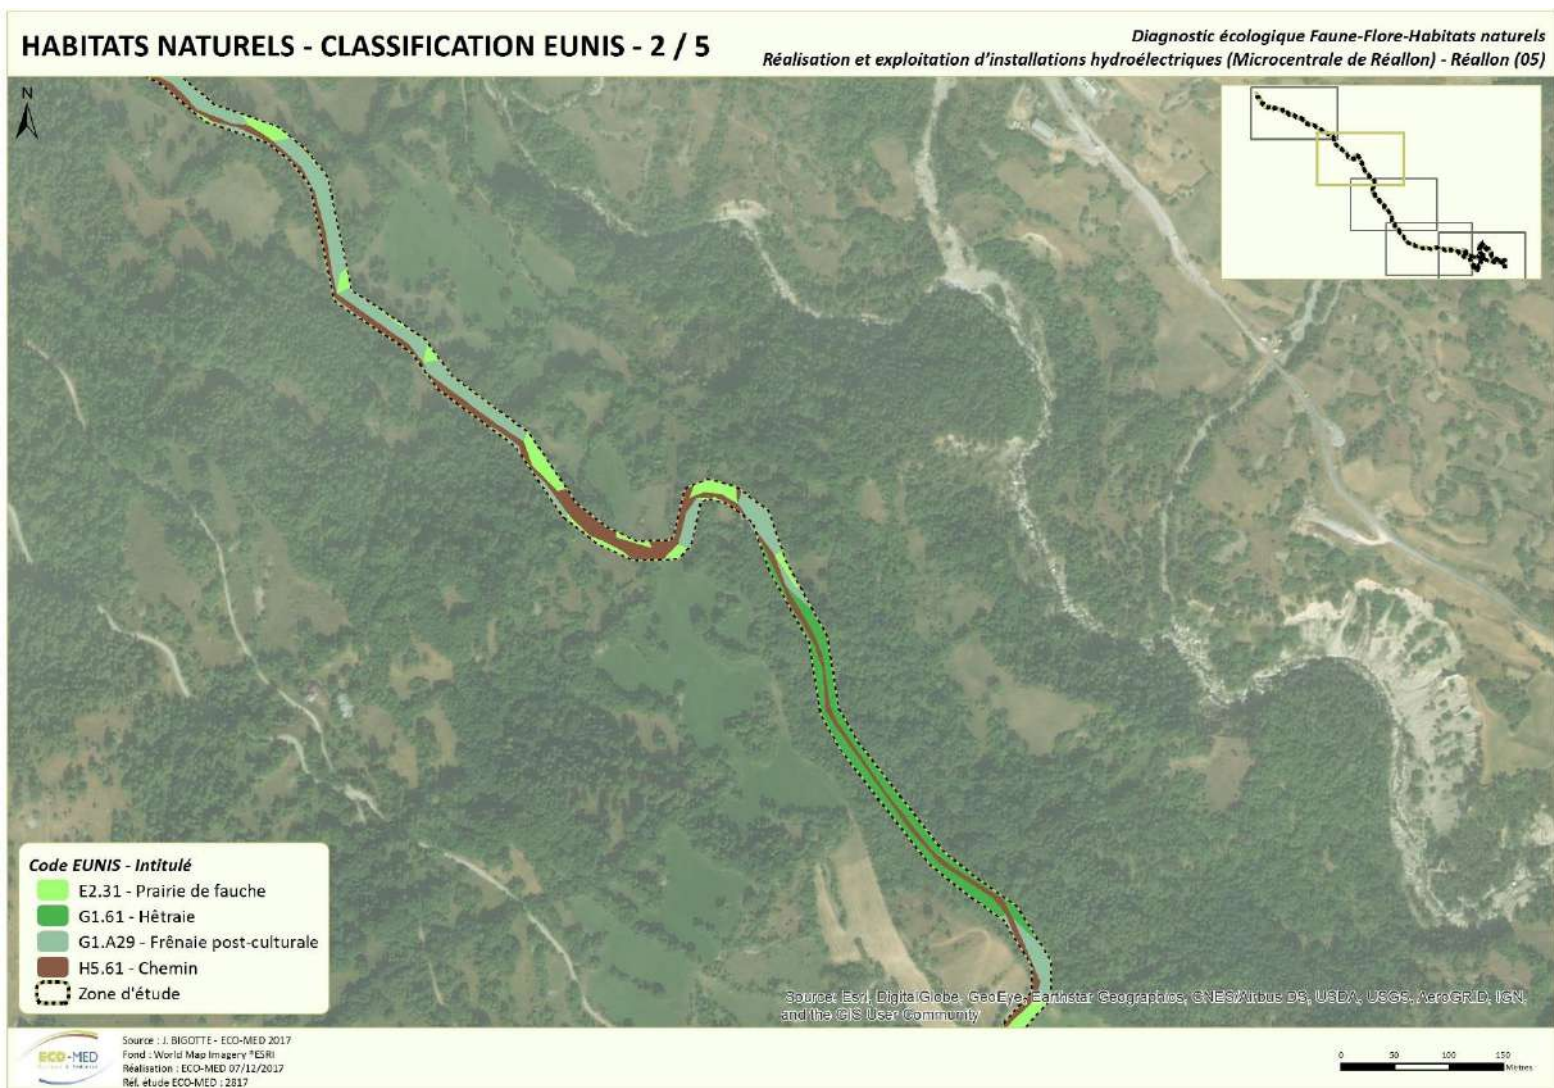 HABITATS NATURELS - CLASSIFICATION EUNIS - 2 / 5
Diagnostic écologique Faune-Flore-Habitats naturels
Réalisation et exploitation d'installations hydroélectriques (Microcentrale de Réallon) - Réallon (05)
N
Code EUNIS - Intitulé
E2.31 - Prairie de fauche
G1.61 - Hêtraie
G1.A29 - Frênaie post-culturale
H5.61 - Chemin
Zone d'étude
Source: Esri, DigitalGlobe, GeoEye, Earthstar Geographics, CNES/Airbus DS, USDA, USGS, AeroGRID, IGN,
and the GIS User Community
ECO-MED
Source : J. BIGOTTE - ECO-MED 2017
Fond : World Map Imagery ®ESRI
Réalisation : ECO-MED 07/12/2017
Réf. étude ECO-MED : 2817
0 50 100 150
Mètres